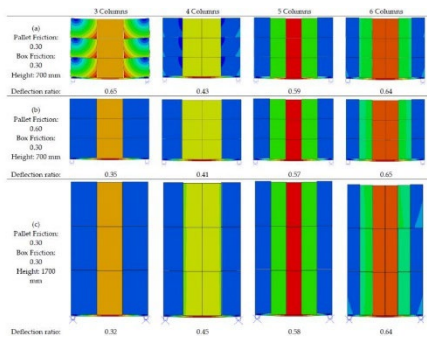 3 Columns 4 Columns 5 Columns 6 Columns
(a)
Pallet Friction:
0.30
Box Friction:
0.30
Height: 700 mm
Deflection ratio: 0.65 0.43 0.59 0.64
(b)
Pallet Friction:
0.60
Box Friction:
0.30
Height: 700 mm
Deflection ratio: 0.35 0.41 0.57 0.65
(c)
Pallet Friction:
0.30
Box Friction:
0.30
Height: 1700
mm
Deflection ratio: 0.32 0.45 0.58 0.64